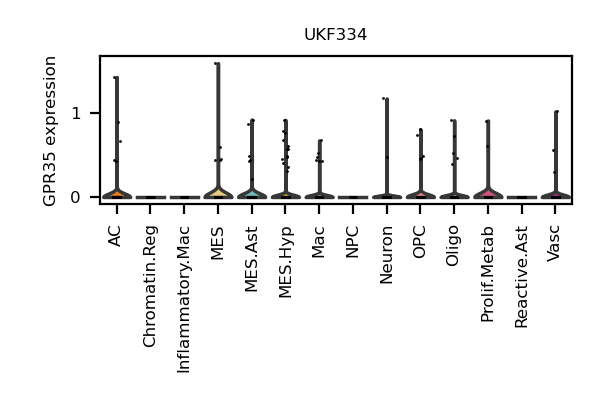 UKF334
GPR35 expression
1
0
AC
Chromatin.Reg
Inflammatory.Mac
MES
MES.Ast
MES.Hyp
Mac
NPC
Neuron
OPC
Oligo
Prolif.Metab
Reactive.Ast
Vasc